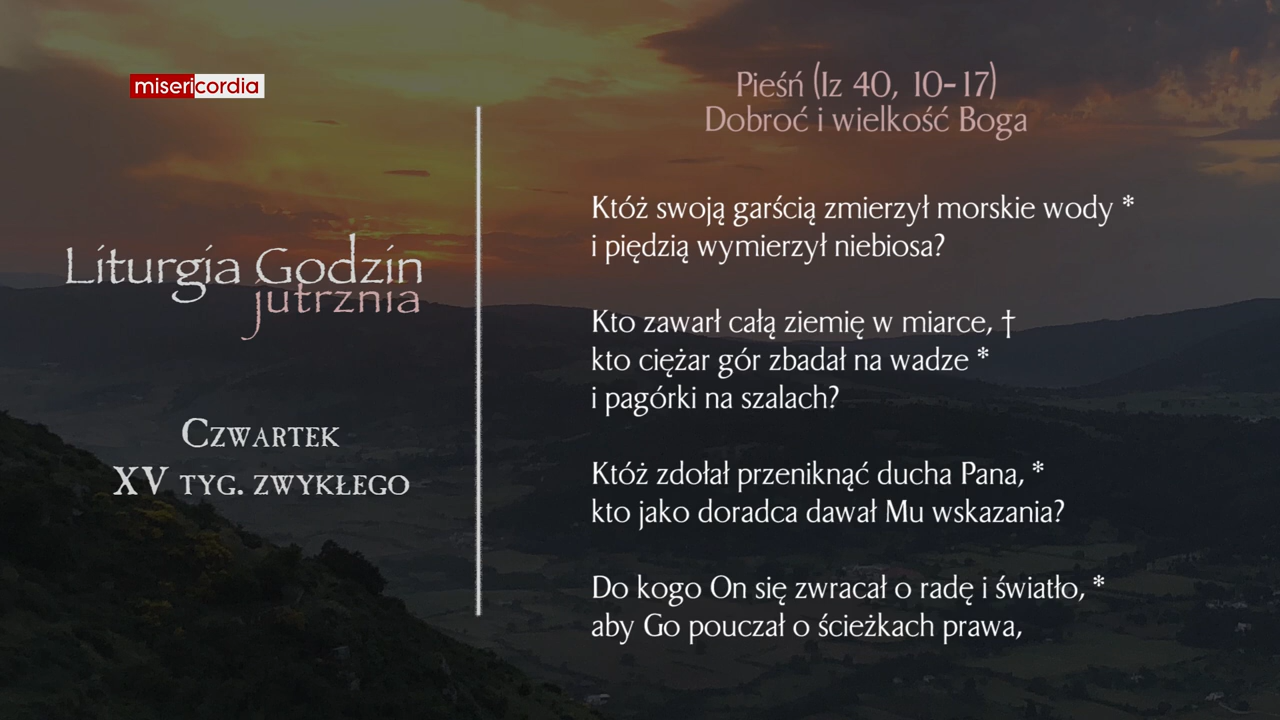 misericordia
Liturgia Godzin
jutrznia
Czwartek
XV tyg. zwykłego
Pieśń (Iz 40, 10-17)
Dobroć i wielkość Boga
Któż swoją garścią zmierzył morskie wody *
i piędzią wymierzył niebiosa?
Kto zawarł całą ziemię w miarce, †
kto ciężar gór zbadał na wadze *
i pagórki na szalach?
Któż zdołał przeniknąć ducha Pana, *
kto jako doradca dawał Mu wskazania?
Do kogo On się zwracał o radę i światło, *
aby Go pouczał o ścieżkach prawa,